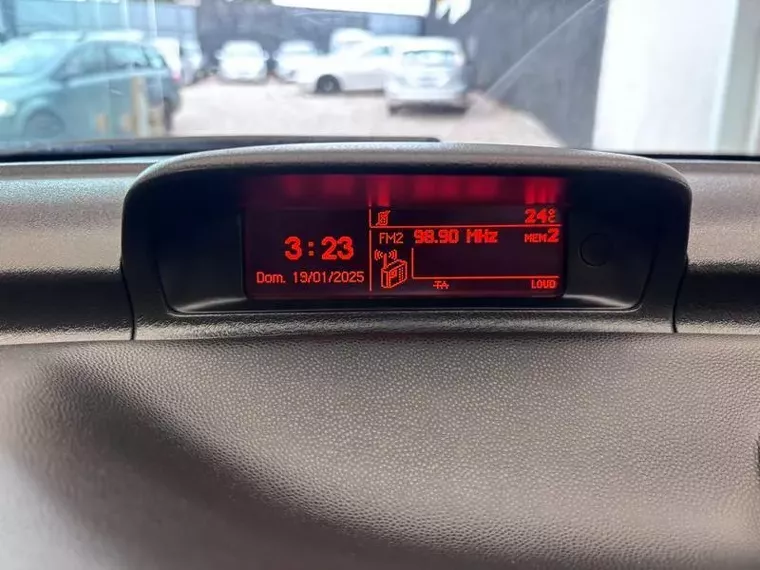 3:23
Dom. 19/01/2025
24°C
FM2 98.90 MHz MEM2
TA LOUD